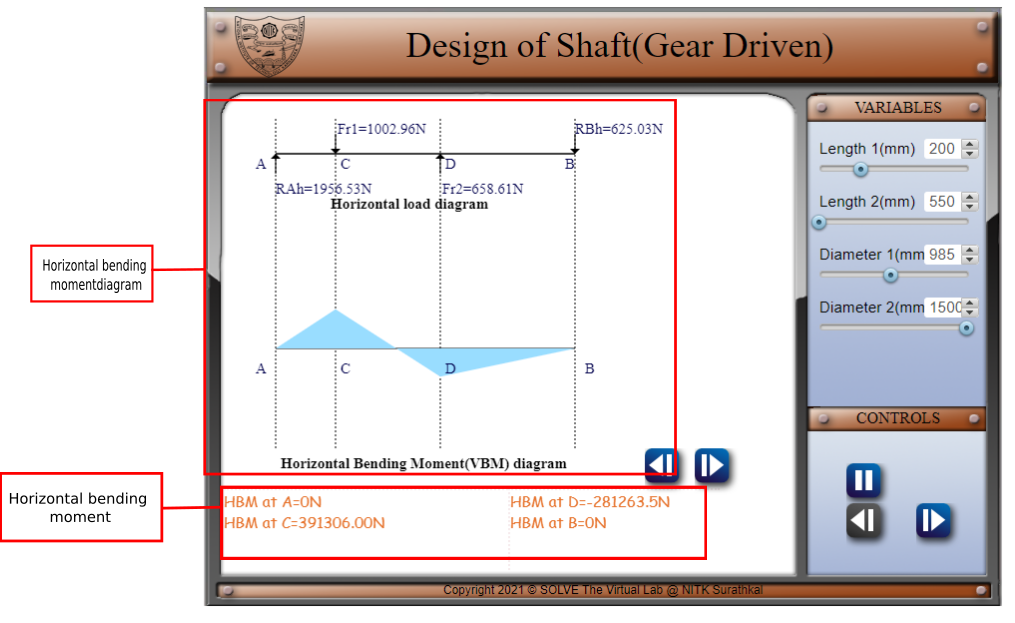 Design of Shaft(Gear Driven)
Fr1=1002.96N
RBh=625.03N
A
C
D
B
RAh=1956.53N
Fr2=658.61N
Horizontal load diagram
A
C
D
B
Horizontal Bending Moment(VBM) diagram
HBM at A=0N
HBM at D=-281263.5N
HBM at C=391306.00N
HBM at B=0N
Horizontal bending
momentdiagram
Horizontal bending
moment
VARIABLES
Length 1(mm) 200
Length 2(mm) 550
Diameter 1(mm 985
Diameter 2(mm 1500
CONTROLS
Copyright 2021 © SOLVE The Virtual Lab @ NITK Surathkal